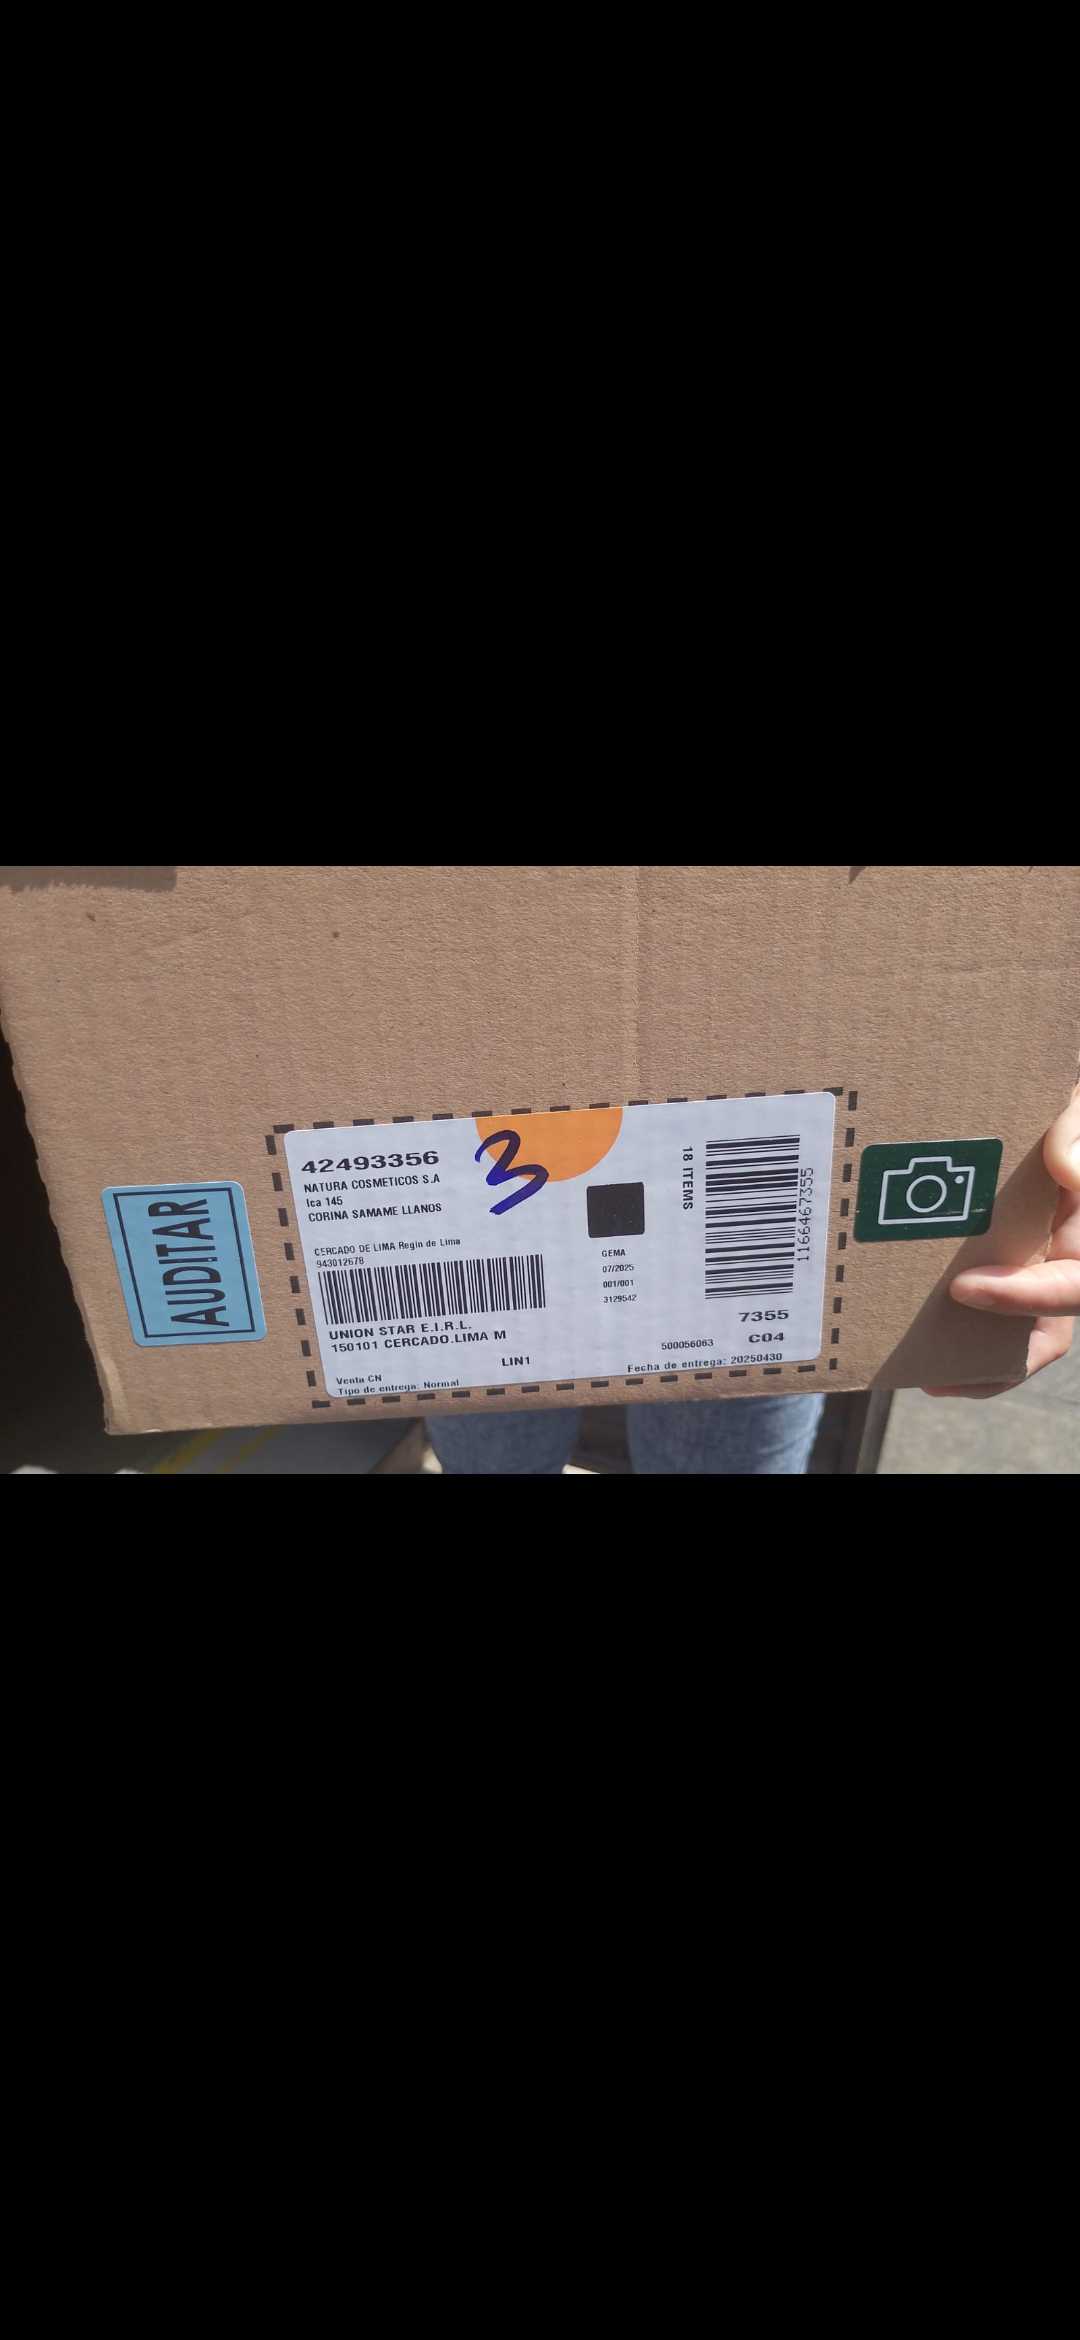 AUDITAR
42493356
NATURA COSMETICOS S.A
Ica 145
CORINA SAMAME LLANOS
CERCADO DE LIMA Regin de Lima
943012678
UNION STAR E.I.R.L.
150101 CERCADO.LIMA M
LIN1
Venta CN
Tipo de entrega: Normal
3
GEMA
07/2025
001/001
3129542
18 ITEMS
1166467355
7355
500056063 C04
Fecha de entrega: 20250430